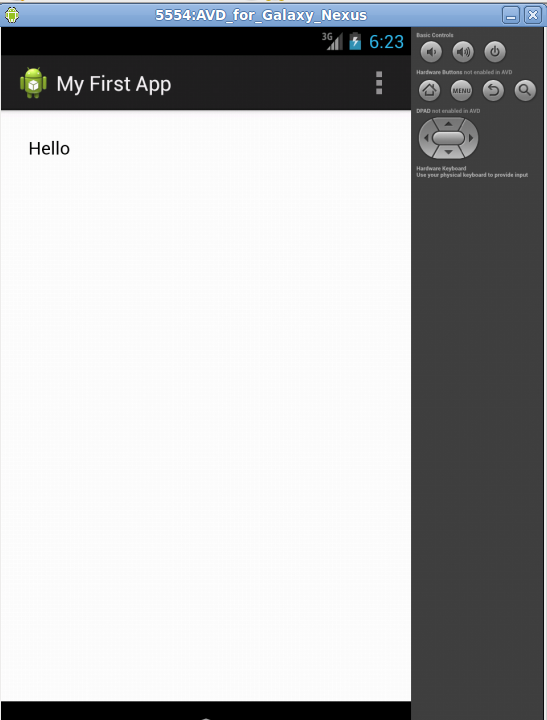 5554:AVD_for_Galaxy_Nexus
3G 6:23
My First App
Hello
Basic Controls
Hardware Buttons not enabled in AVD
MENU
DPAD not enabled in AVD
Hardware Keyboard
Use your physical keyboard to provide input